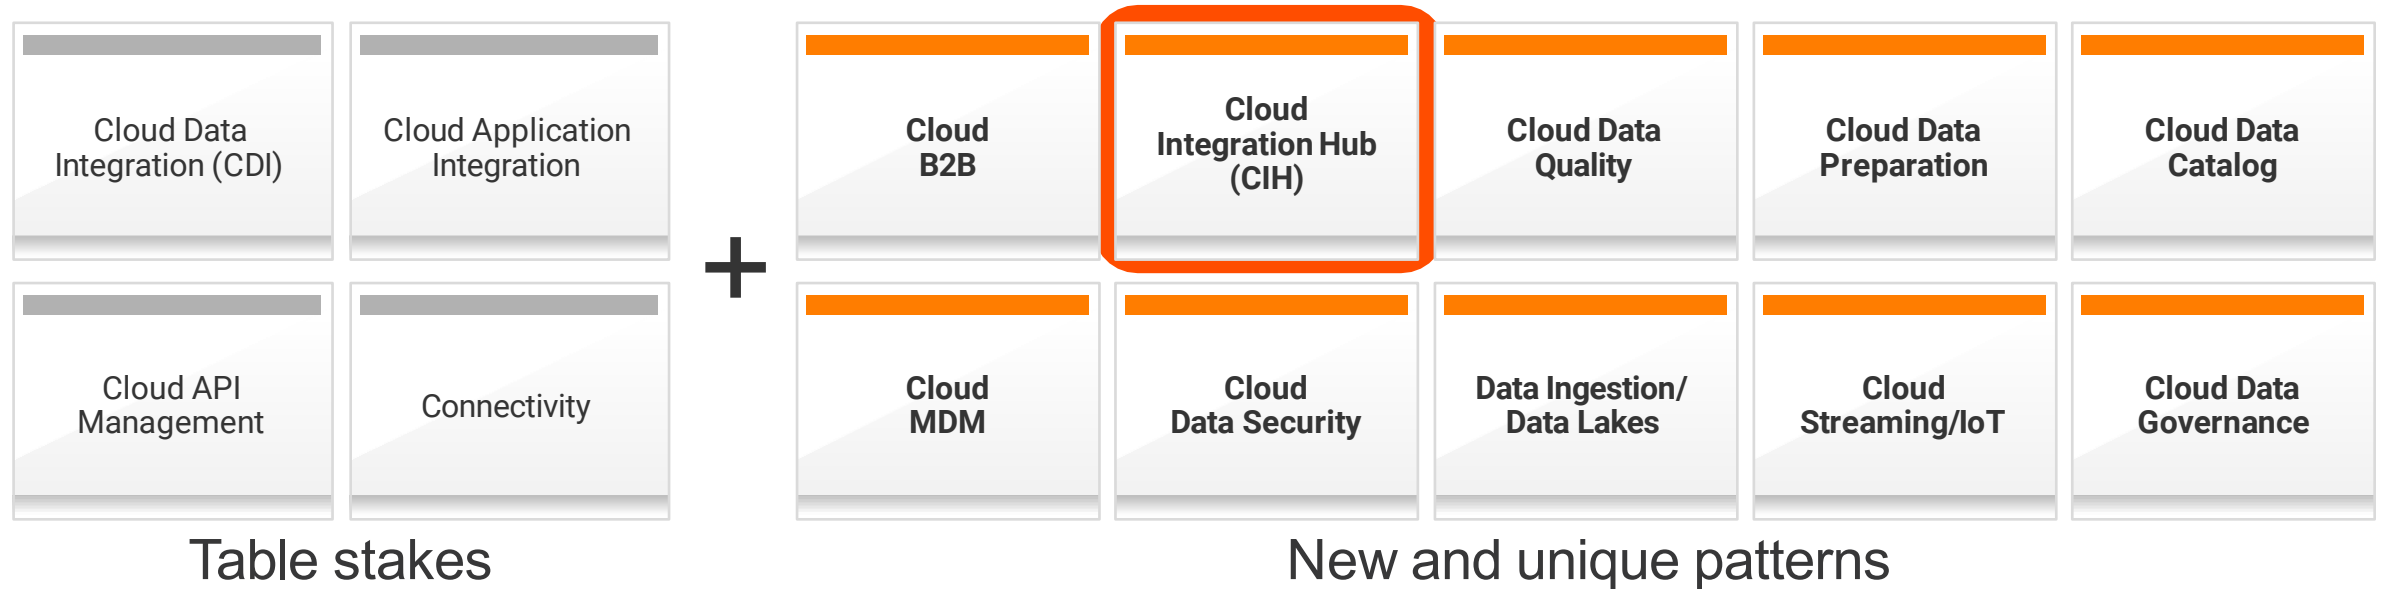 Cloud Data
Integration (CDI)
Cloud Application
Integration
Cloud API
Management
Connectivity
Table stakes
+
Cloud
B2B
Cloud
Integration Hub
(CIH)
Cloud Data
Quality
Cloud Data
Preparation
Cloud Data
Catalog
Cloud
MDM
Cloud
Data Security
Data Ingestion/
Data Lakes
Cloud
Streaming/IoT
Cloud Data
Governance
New and unique patterns